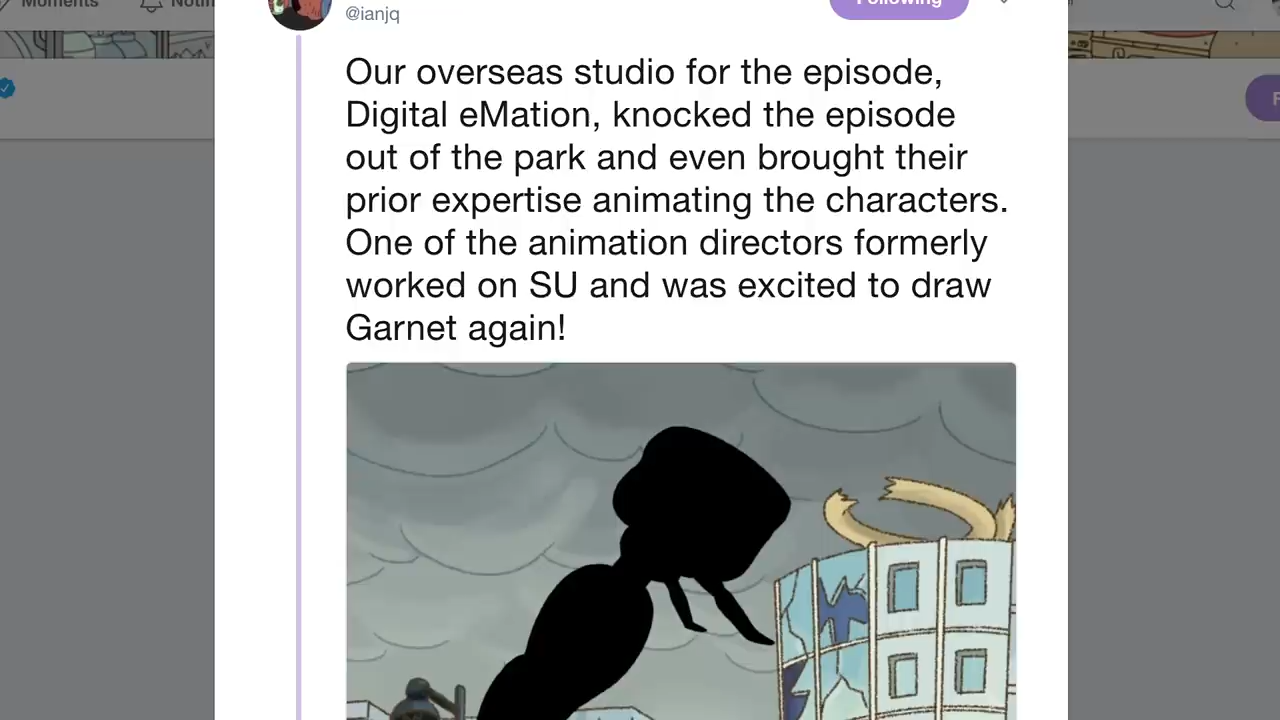 Moments
@ianjq
Following
Our overseas studio for the episode,
Digital eMation, knocked the episode
out of the park and even brought their
prior expertise animating the characters.
One of the animation directors formerly
worked on SU and was excited to draw
Garnet again!